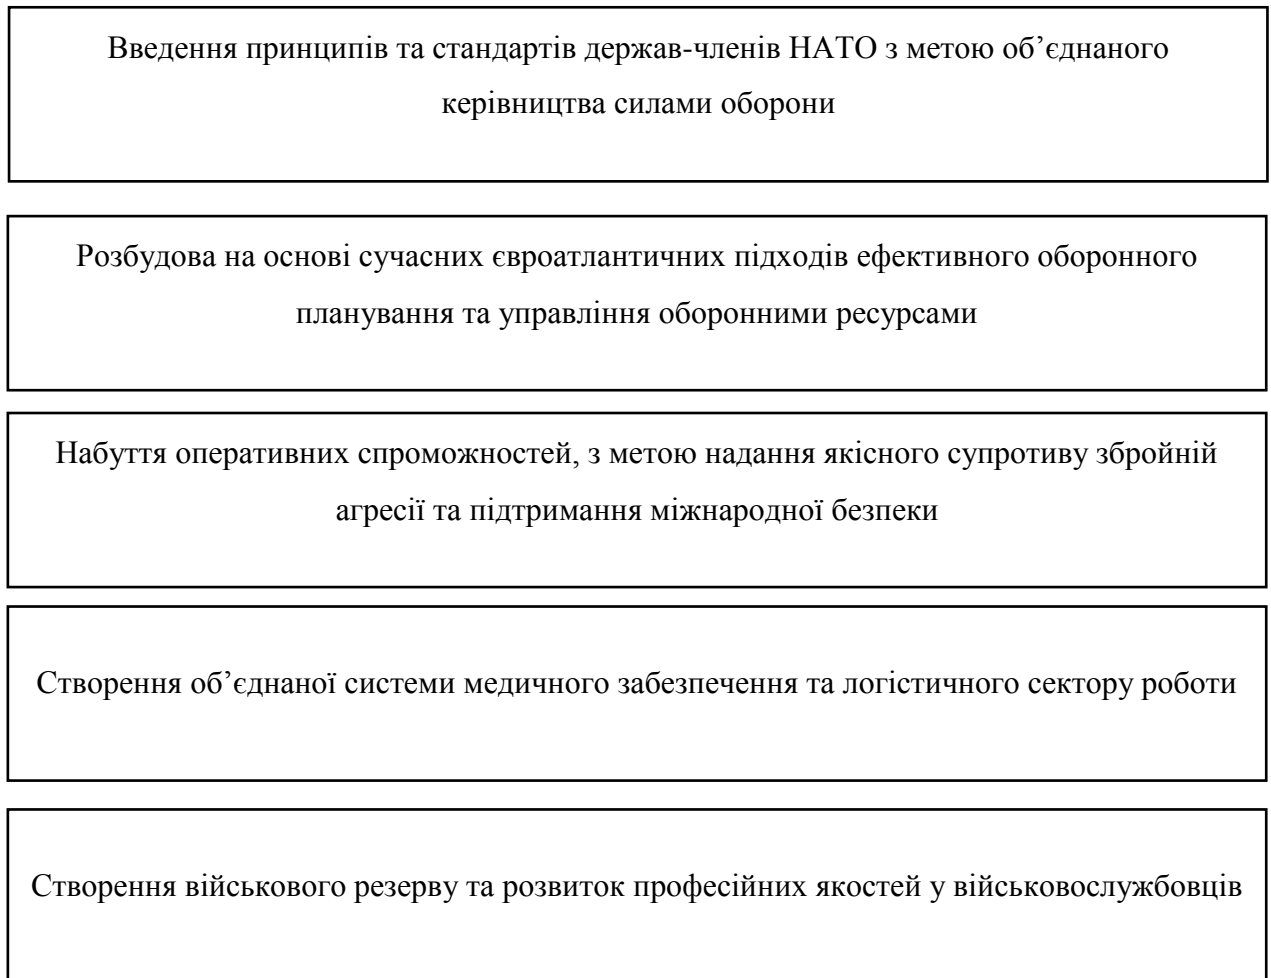 Введення принципів та стандартів держав-членів НАТО з метою об’єднаного
керівництва силами оборони
Розбудова на основі сучасних євроатлантичних підходів ефективного оборонного
планування та управління оборонними ресурсами
Набуття оперативних спроможностей, з метою надання якісного супротиву збройній
агресії та підтримання міжнародної безпеки
Створення об’єднаної системи медичного забезпечення та логістичного сектору роботи
Створення військового резерву та розвиток професійних якостей у військовослужбовців